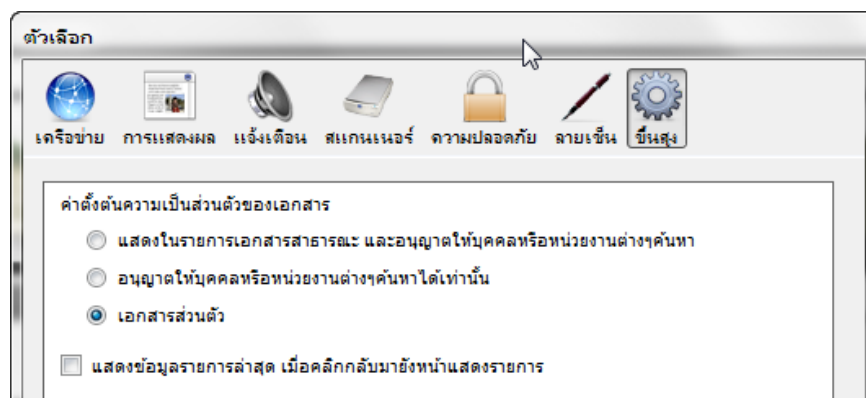 ตัวเลือก
เครือข่าย การแสดงผล แจ้งเตือน สแกนเนอร์ ความปลอดภัย ลายเซ็น ขึ้นสูง
ค่าตั้งต้นความเป็นส่วนตัวของเอกสาร
แสดงในรายการเอกสารสาธารณะ และอนุญาตให้บุคคลหรือหน่วยงานต่างๆค้นหา
อนุญาตให้บุคคลหรือหน่วยงานต่างๆค้นหาได้เท่านั้น
เอกสารส่วนตัว
แสดงข้อมูลรายการล่าสุด เมื่อคลิกกลับมายังหน้าแสดงรายการ